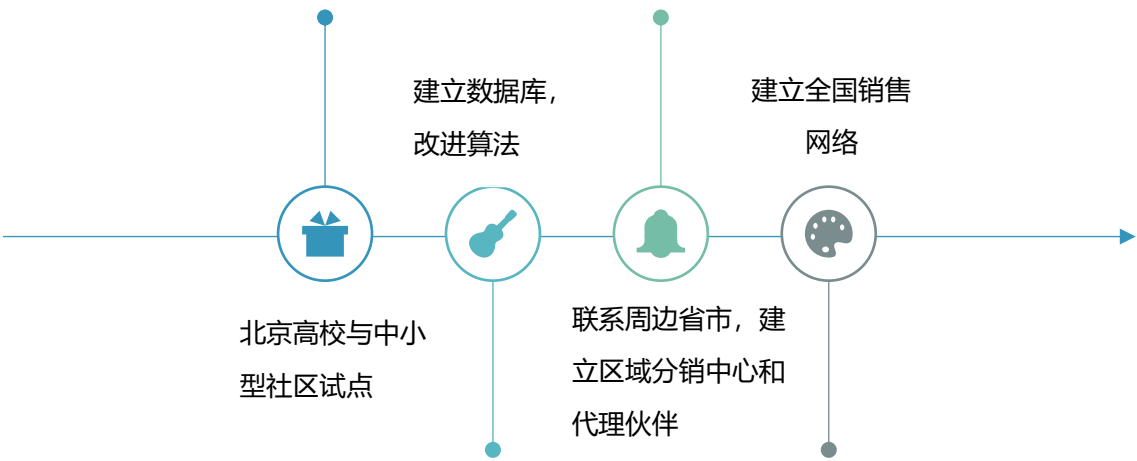 北京高校与中小
型社区试点
建立数据库，
改进算法
联系周边省市，建
立区域分销中心和
代理伙伴
建立全国销售
网络